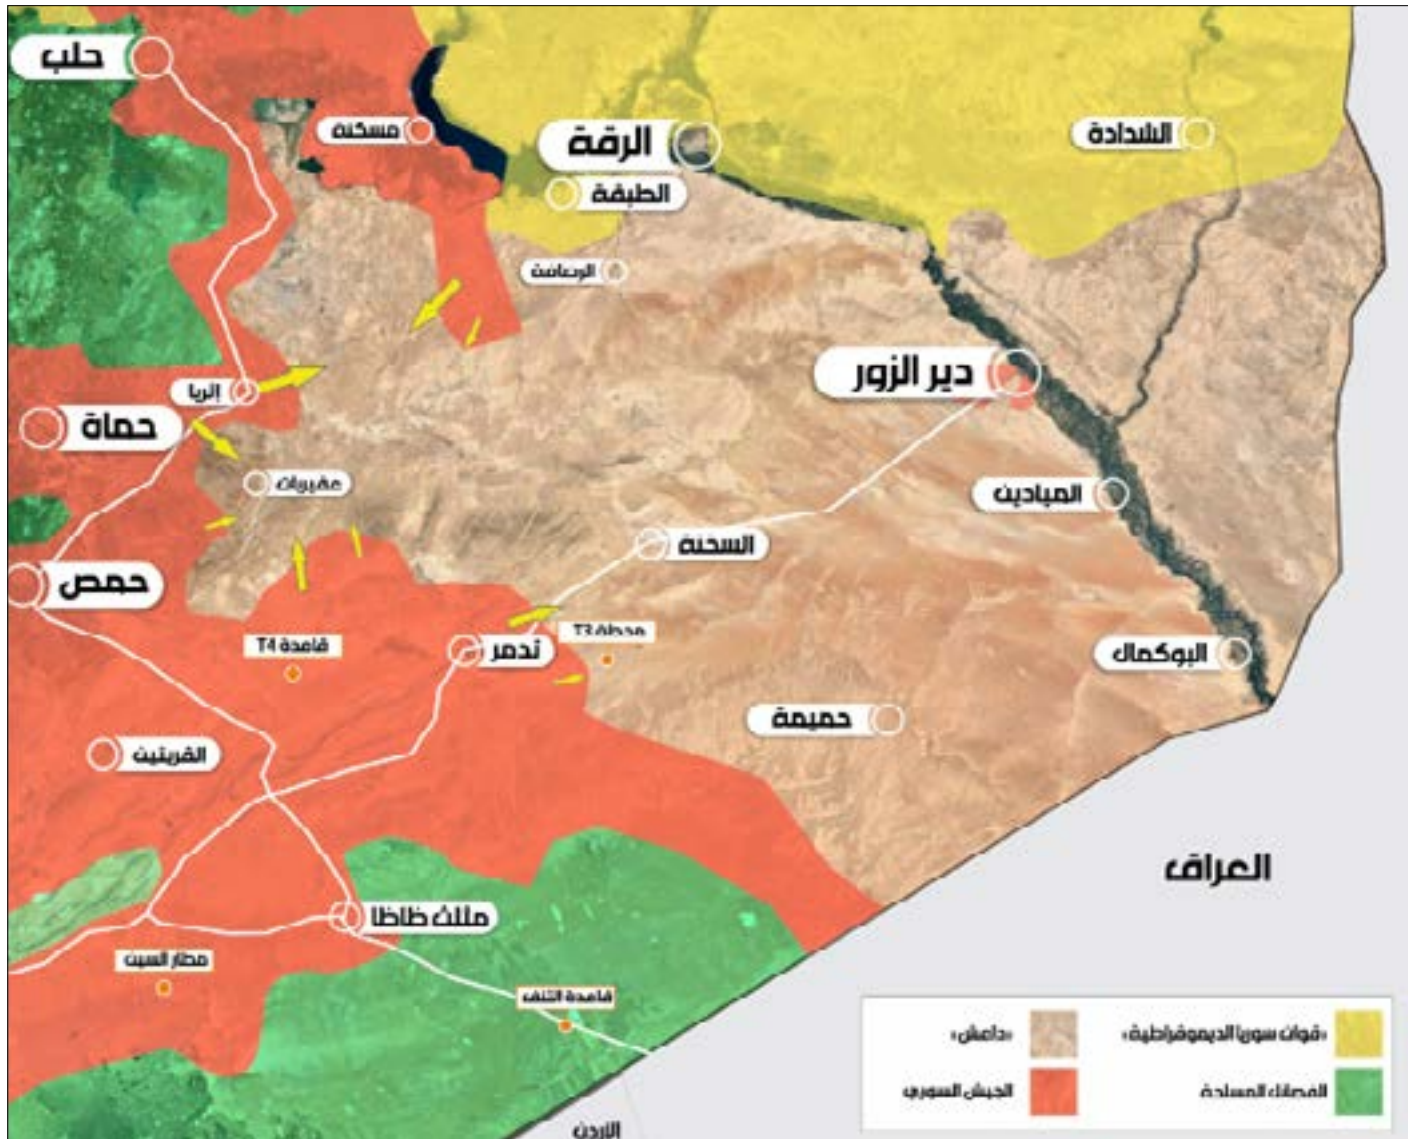 حلب
مسكنة
الرقة
الشدادة
الطبقة
الرصافة
دير الزور
إثريا
حماة
عقيربات
الميادين
السخنة
حمص
محطة T3
قاعدة T4
تدمر
البوكمال
حميمة
القريتين
العراق
مثلث ظاظا
مطار السين
قاعدة التنف
«قوات سوريا الديموقراطية»
«داعش»
الفصائل المسلحة
الجيش السوري
الأردن